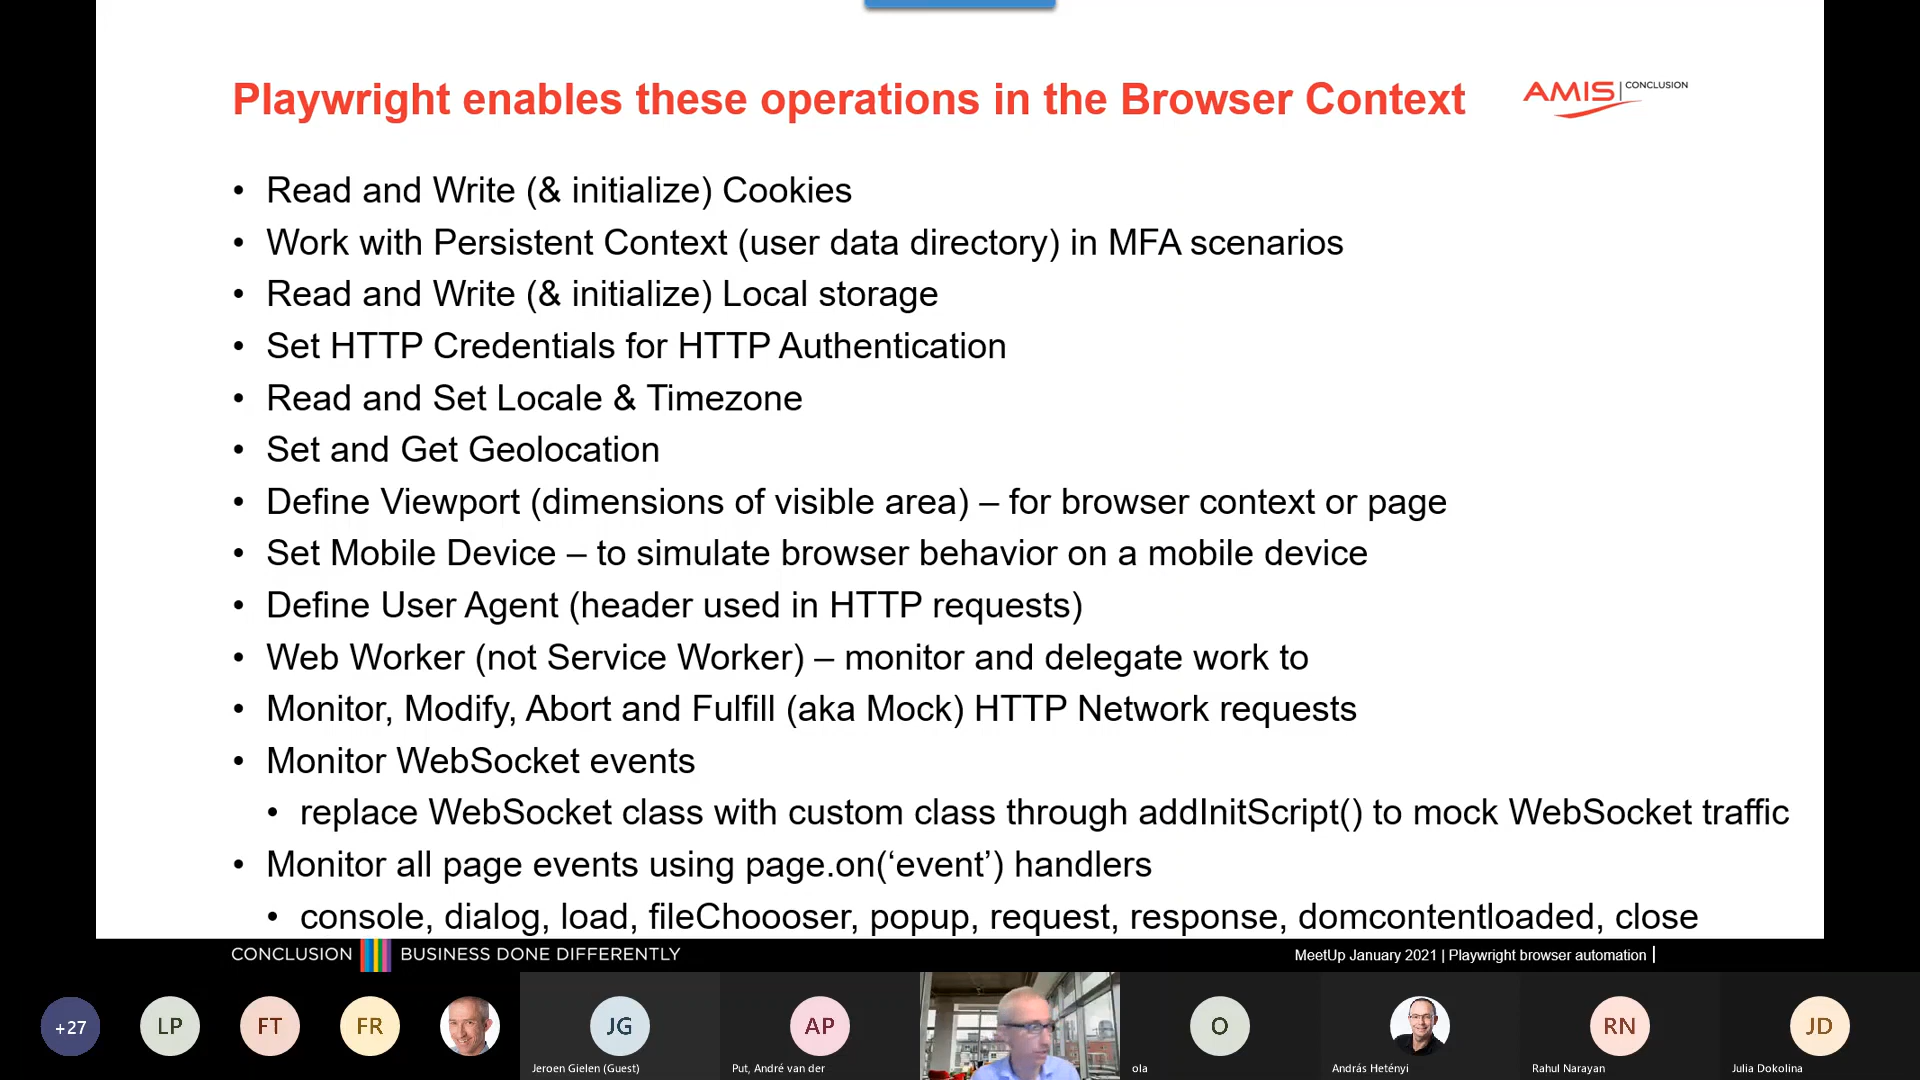 Playwright enables these operations in the Browser Context
AMIS | CONCLUSION
• Read and Write (& initialize) Cookies
• Work with Persistent Context (user data directory) in MFA scenarios
• Read and Write (& initialize) Local storage
• Set HTTP Credentials for HTTP Authentication
• Read and Set Locale & Timezone
• Set and Get Geolocation
• Define Viewport (dimensions of visible area) – for browser context or page
• Set Mobile Device – to simulate browser behavior on a mobile device
• Define User Agent (header used in HTTP requests)
• Web Worker (not Service Worker) – monitor and delegate work to
• Monitor, Modify, Abort and Fulfill (aka Mock) HTTP Network requests
• Monitor WebSocket events
• replace WebSocket class with custom class through addInitScript() to mock WebSocket traffic
• Monitor all page events using page.on(‘event’) handlers
• console, dialog, load, fileChoooser, popup, request, response, domcontentloaded, close
CONCLUSION BUSINESS DONE DIFFERENTLY
MeetUp January 2021 | Playwright browser automation |
+27 LP FT FR JG AP O RN JD
Jeroen Gielen (Guest) Put, André van der ola András Hetényi Rahul Narayan Julia Dokolina